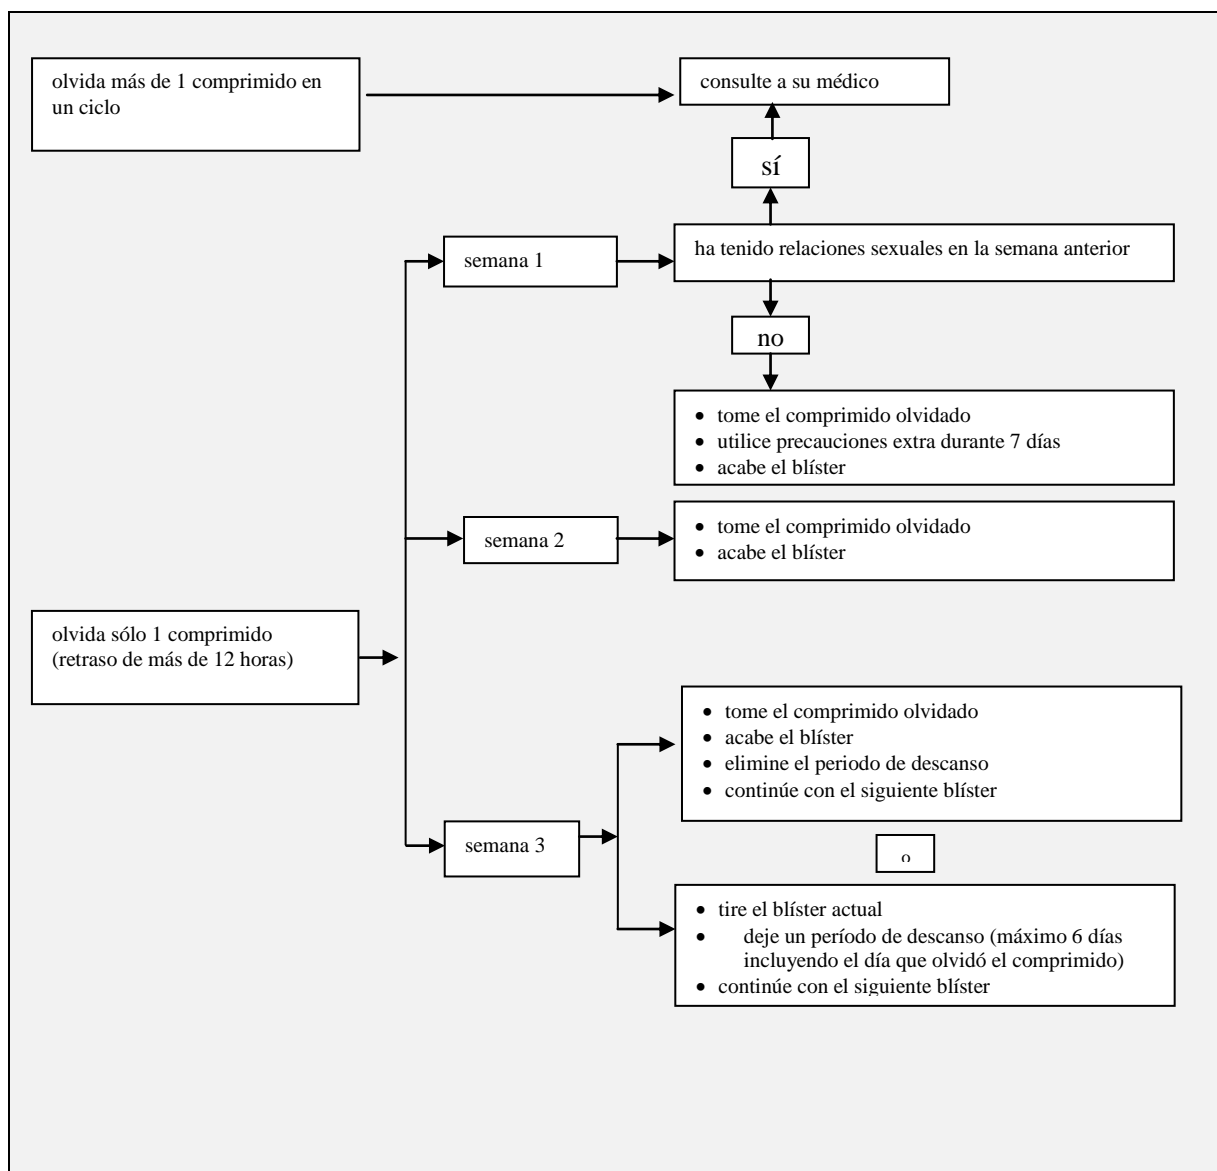 olvida más de 1 comprimido en
un ciclo
consulte a su médico
sí
ha tenido relaciones sexuales en la semana anterior
semana 1
no
• tome el comprimido olvidado
• utilice precauciones extra durante 7 días
• acabe el blíster
semana 2
• tome el comprimido olvidado
• acabe el blíster
olvida sólo 1 comprimido
(retraso de más de 12 horas)
• tome el comprimido olvidado
• acabe el blíster
• elimine el periodo de descanso
• continúe con el siguiente blíster
semana 3
o
• tire el blíster actual
• deje un período de descanso (máximo 6 días
incluyendo el día que olvidó el comprimido)
• continúe con el siguiente blíster